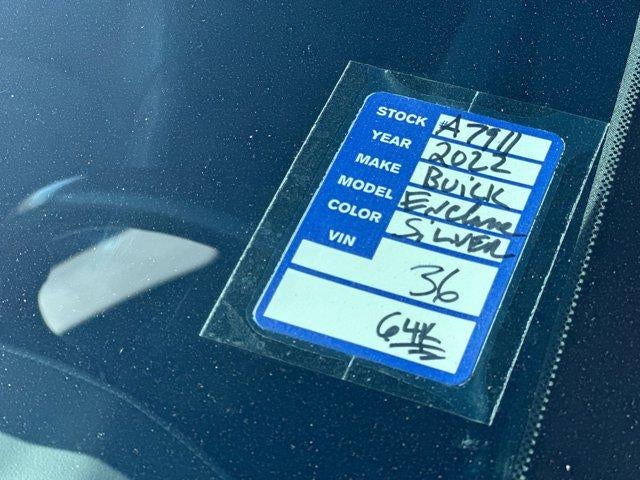 STOCK #A7911
YEAR 2022
MAKE BUICK
MODEL Enclave
COLOR SILVER
VIN
36
64K